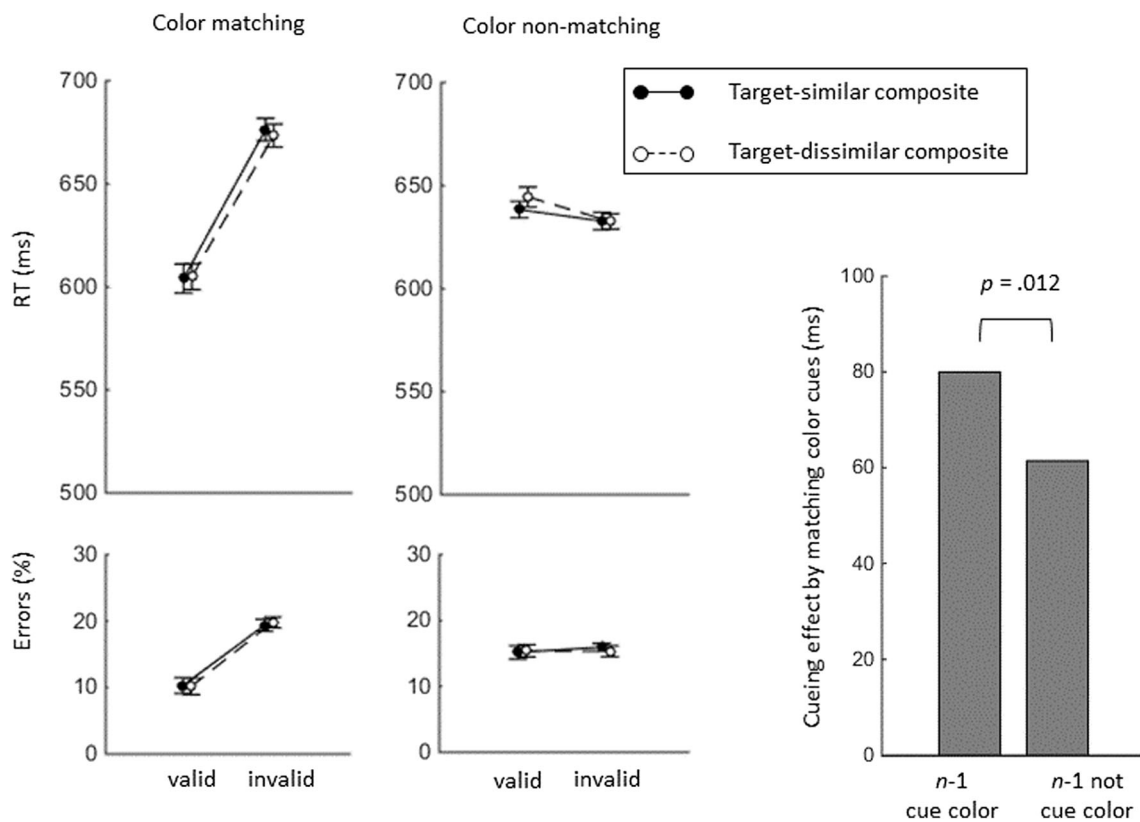 Color matching
Color non-matching
Target-similar composite
Target-dissimilar composite
RT (ms)
700
650
600
550
500
700
650
600
550
500
Errors (%)
30
20
10
0
valid
invalid
30
20
10
0
valid
invalid
Cueing effect by matching color cues (ms)
100
80
60
40
20
0
p = .012
n-1
cue color
n-1 not
cue color